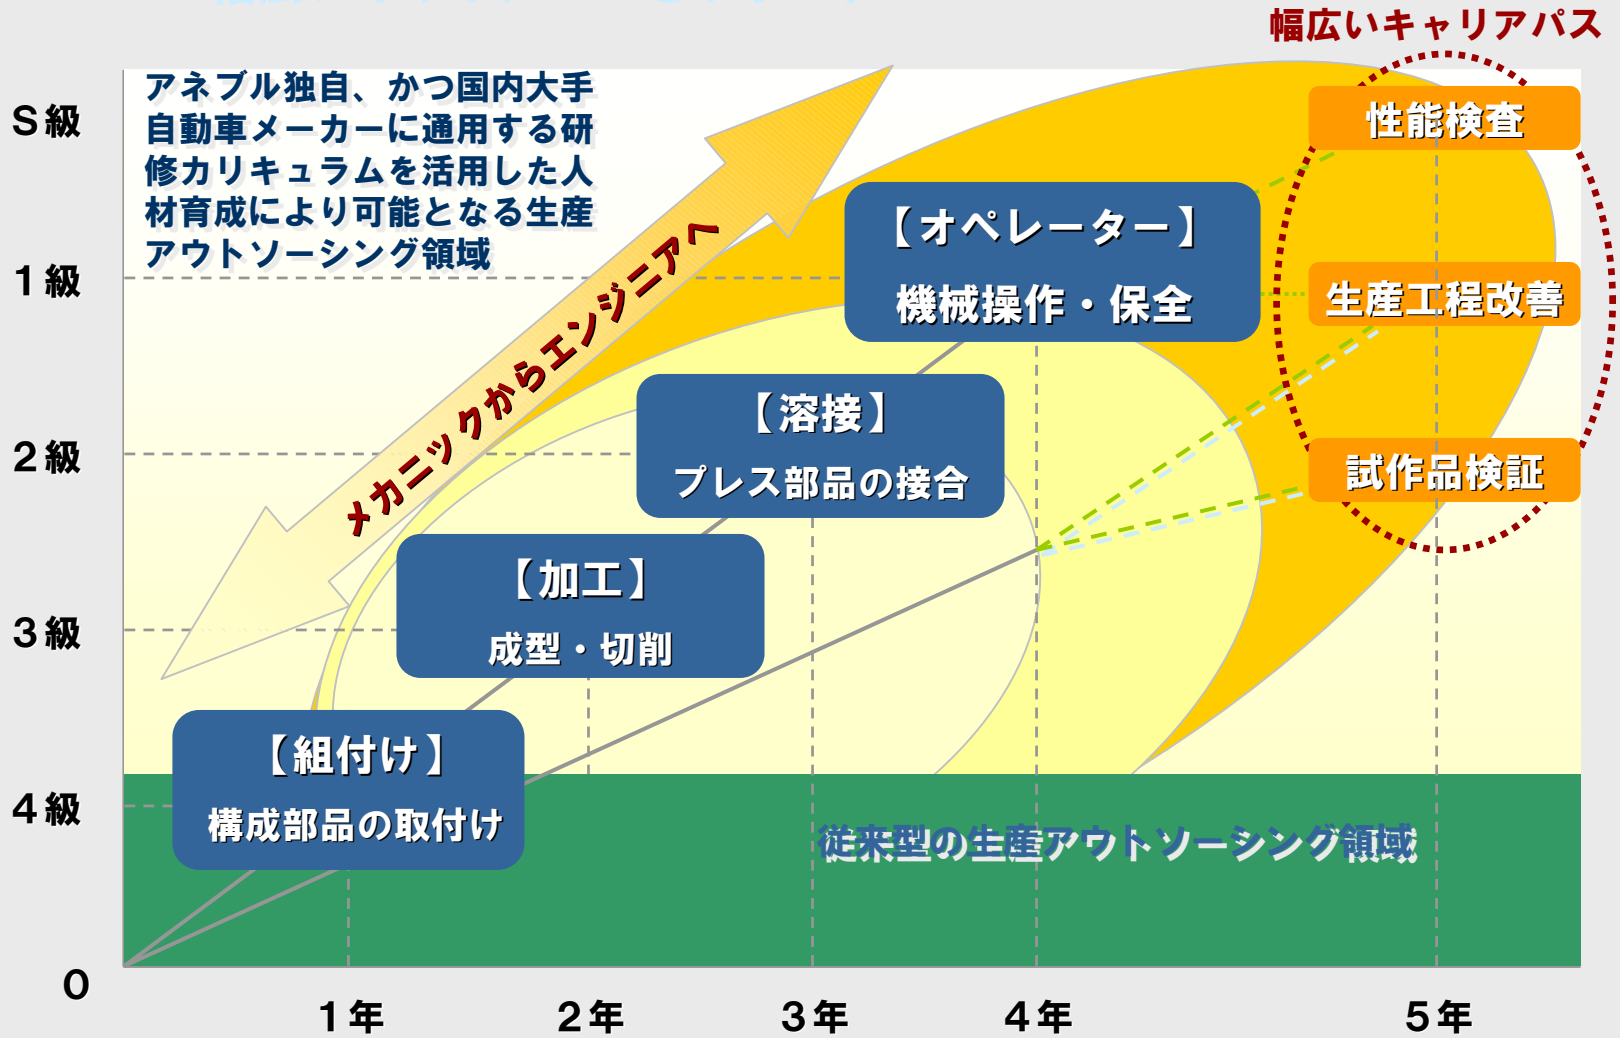 幅広いキャリアパス
アネブル独自、かつ国内大手
自動車メーカーに通用する研
修カリキュラムを活用した人
材育成により可能となる生産
アウトソーシング領域
S級
1級
2級
3級
4級
0
メカニックからエンジニアへ
性能検査
【オペレーター】
機械操作・保全
生産工程改善
【溶接】
プレス部品の接合
試作品検証
【加工】
成型・切削
【組付け】
構成部品の取付け
従来型の生産アウトソーシング領域
1年
2年
3年
4年
5年